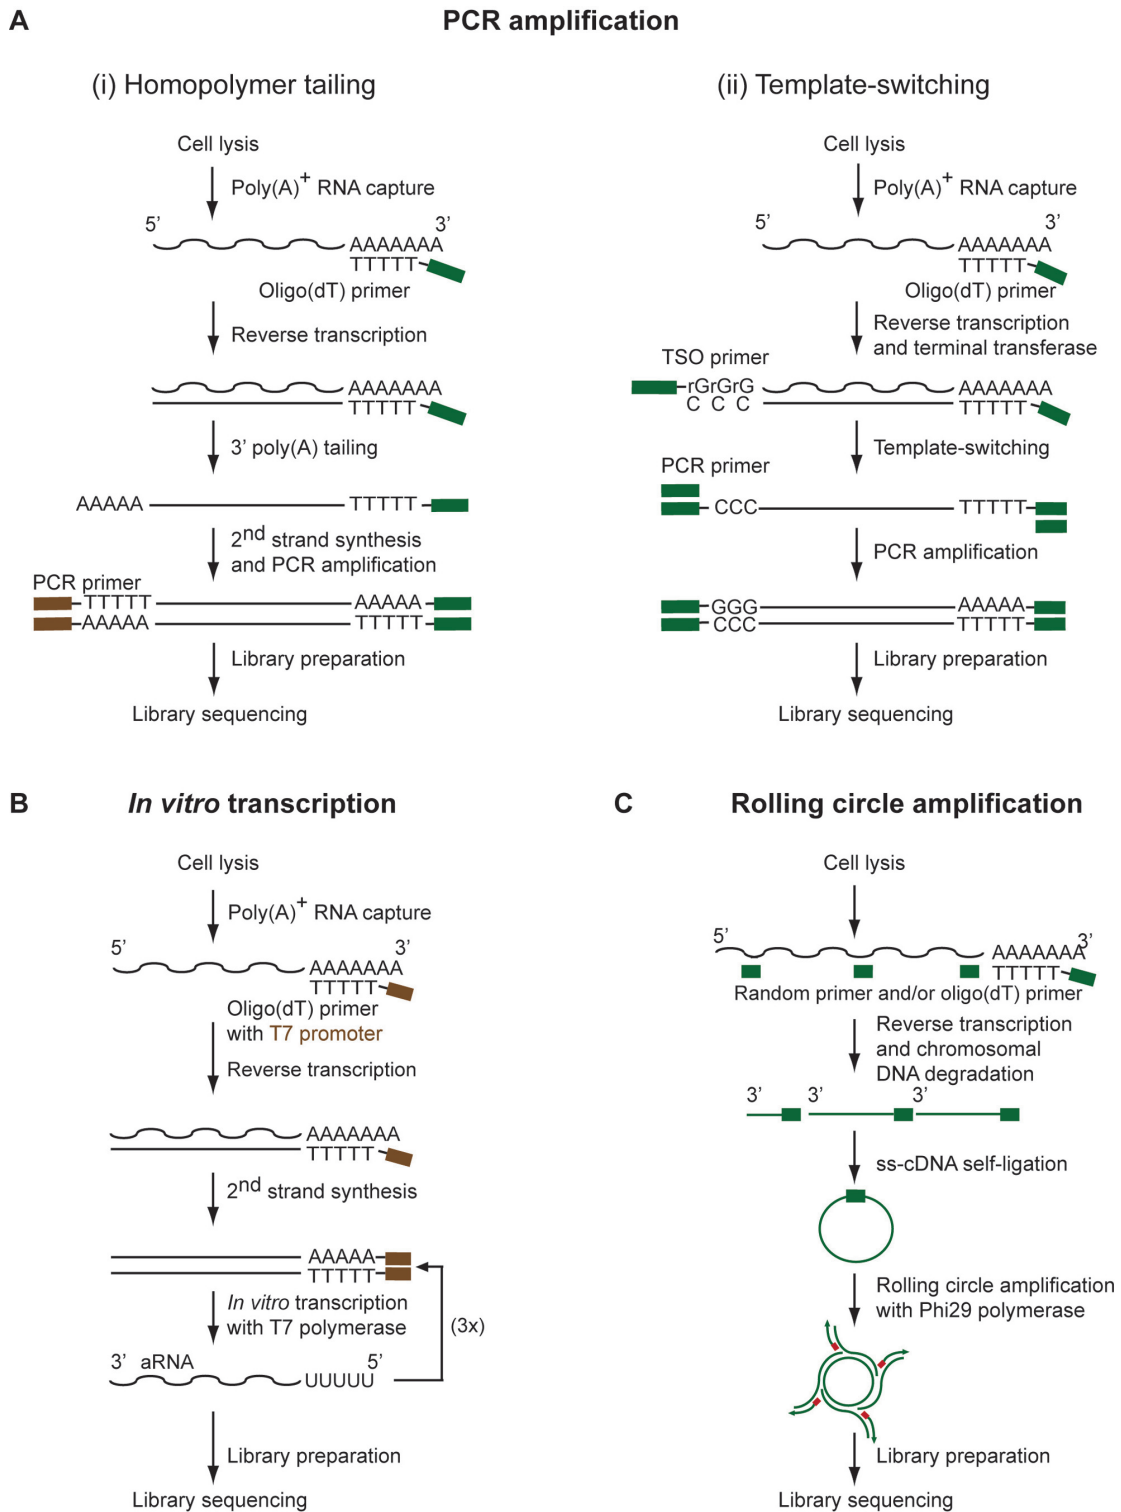 A
PCR amplification
(i) Homopolymer tailing
Cell lysis
Poly(A)+ RNA capture
5’ 3’
AAAAAAA
TTTTT
Oligo(dT) primer
Reverse transcription
AAAAAAA
TTTTT
3’ poly(A) tailing
AAAAA TTTTT
2nd strand synthesis
and PCR amplification
PCR primer
TTTTT AAAAA
AAAAA TTTTT
Library preparation
Library sequencing
(ii) Template-switching
Cell lysis
Poly(A)+ RNA capture
5’ 3’
AAAAAAA
TTTTT
Oligo(dT) primer
Reverse transcription
and terminal transferase
TSO primer
rGrGrG AAAAAAA
C C C TTTTT
Template-switching
PCR primer
CCC TTTTT
PCR amplification
GGG AAAAA
CCC TTTTT
Library preparation
Library sequencing
B
In vitro transcription
Cell lysis
Poly(A)+ RNA capture
5’ 3’
AAAAAAA
TTTTT
Oligo(dT) primer
with T7 promoter
Reverse transcription
AAAAAAA
TTTTT
2nd strand synthesis
AAAAA
TTTTT
In vitro transcription
with T7 polymerase
(3x)
3’ aRNA 5’
UUUUU
Library preparation
Library sequencing
C
Rolling circle amplification
Cell lysis
5’ 3’
AAAAAAA
TTTTT
Random primer and/or oligo(dT) primer
Reverse transcription
and chromosomal
DNA degradation
3’ 3’ 3’
ss-cDNA self-ligation
Rolling circle amplification
with Phi29 polymerase
Library preparation
Library sequencing